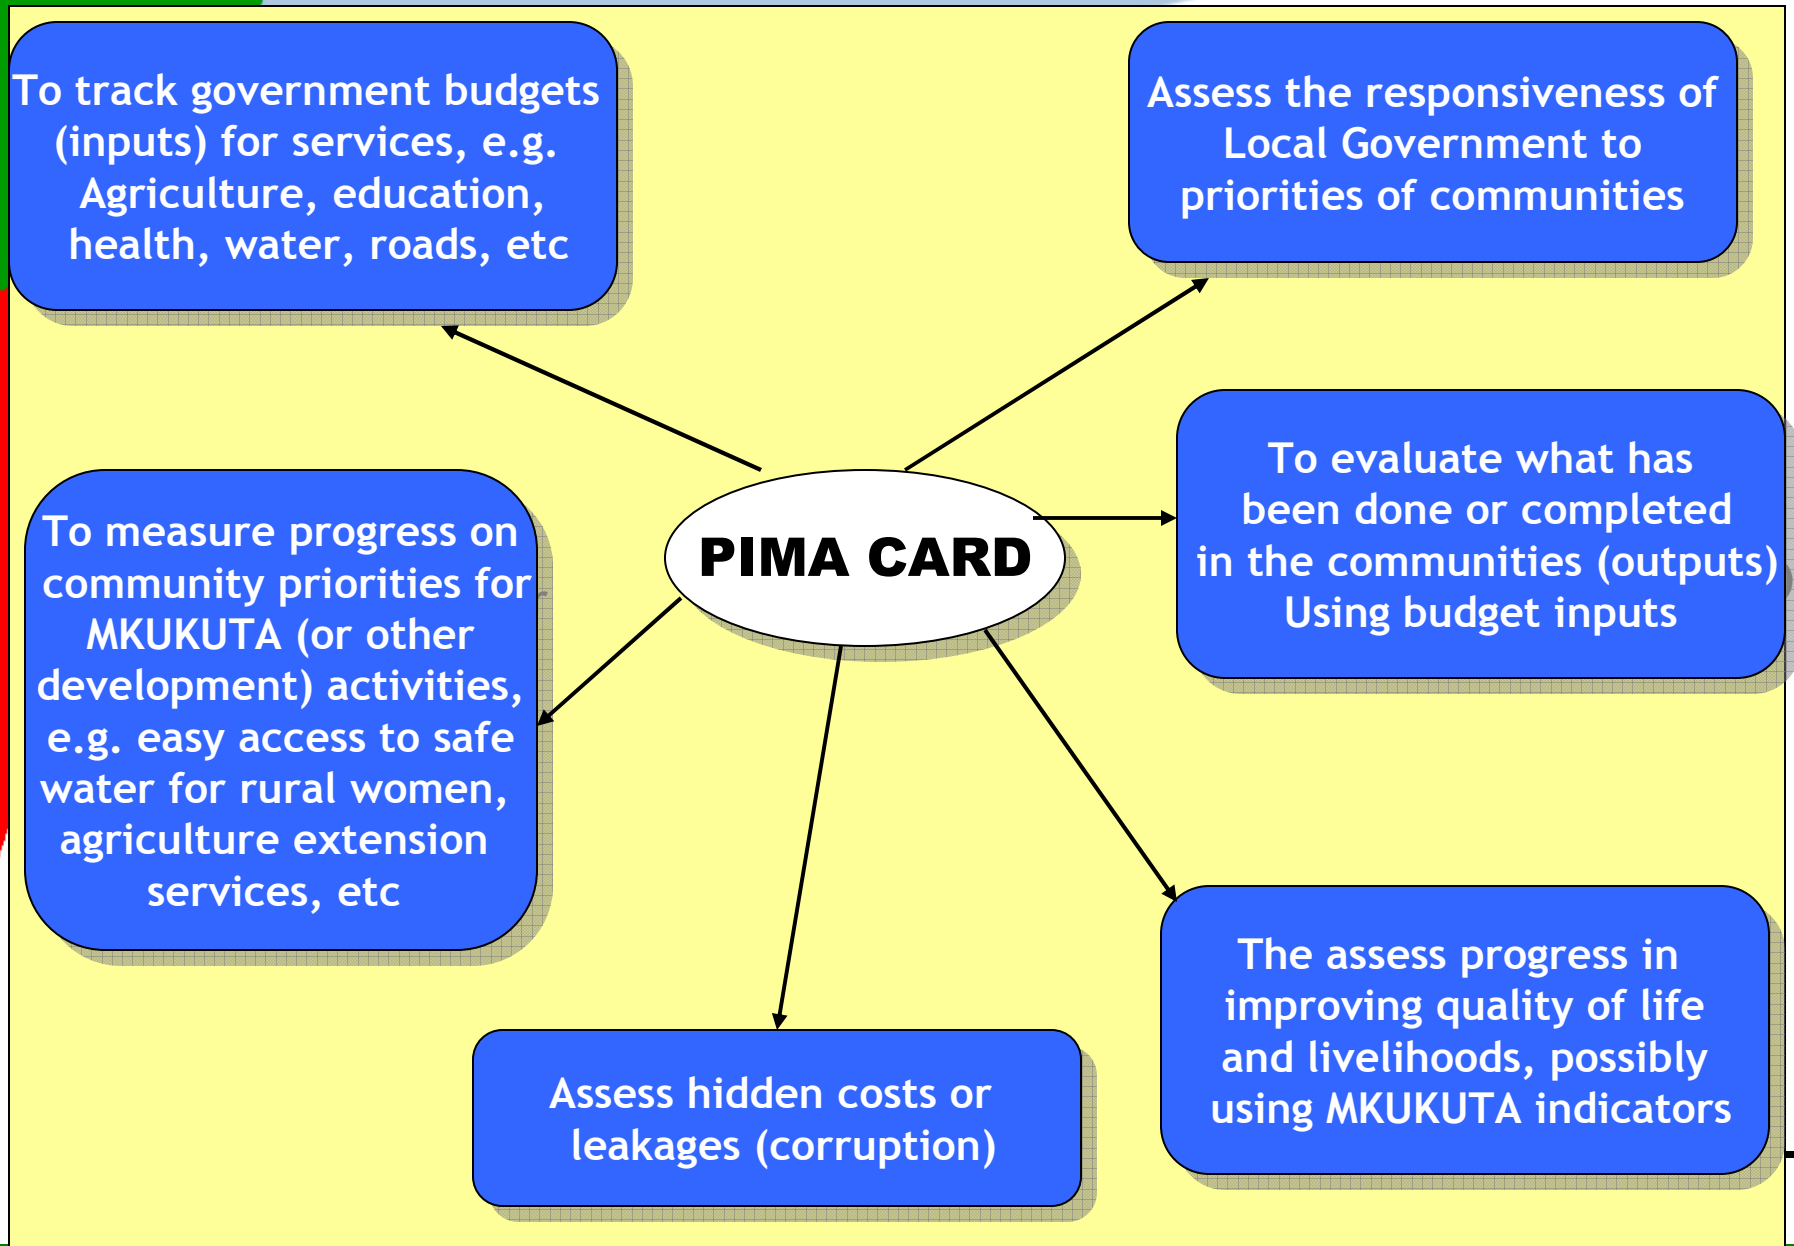 To track government budgets
(inputs) for services, e.g.
Agriculture, education,
health, water, roads, etc
Assess the responsiveness of
Local Government to
priorities of communities
To evaluate what has
been done or completed
in the communities (outputs)
Using budget inputs
PIMA CARD
To measure progress on
community priorities for
MKUKUTA (or other
development) activities,
e.g. easy access to safe
water for rural women,
agriculture extension
services, etc
The assess progress in
improving quality of life
and livelihoods, possibly
using MKUKUTA indicators
Assess hidden costs or
leakages (corruption)